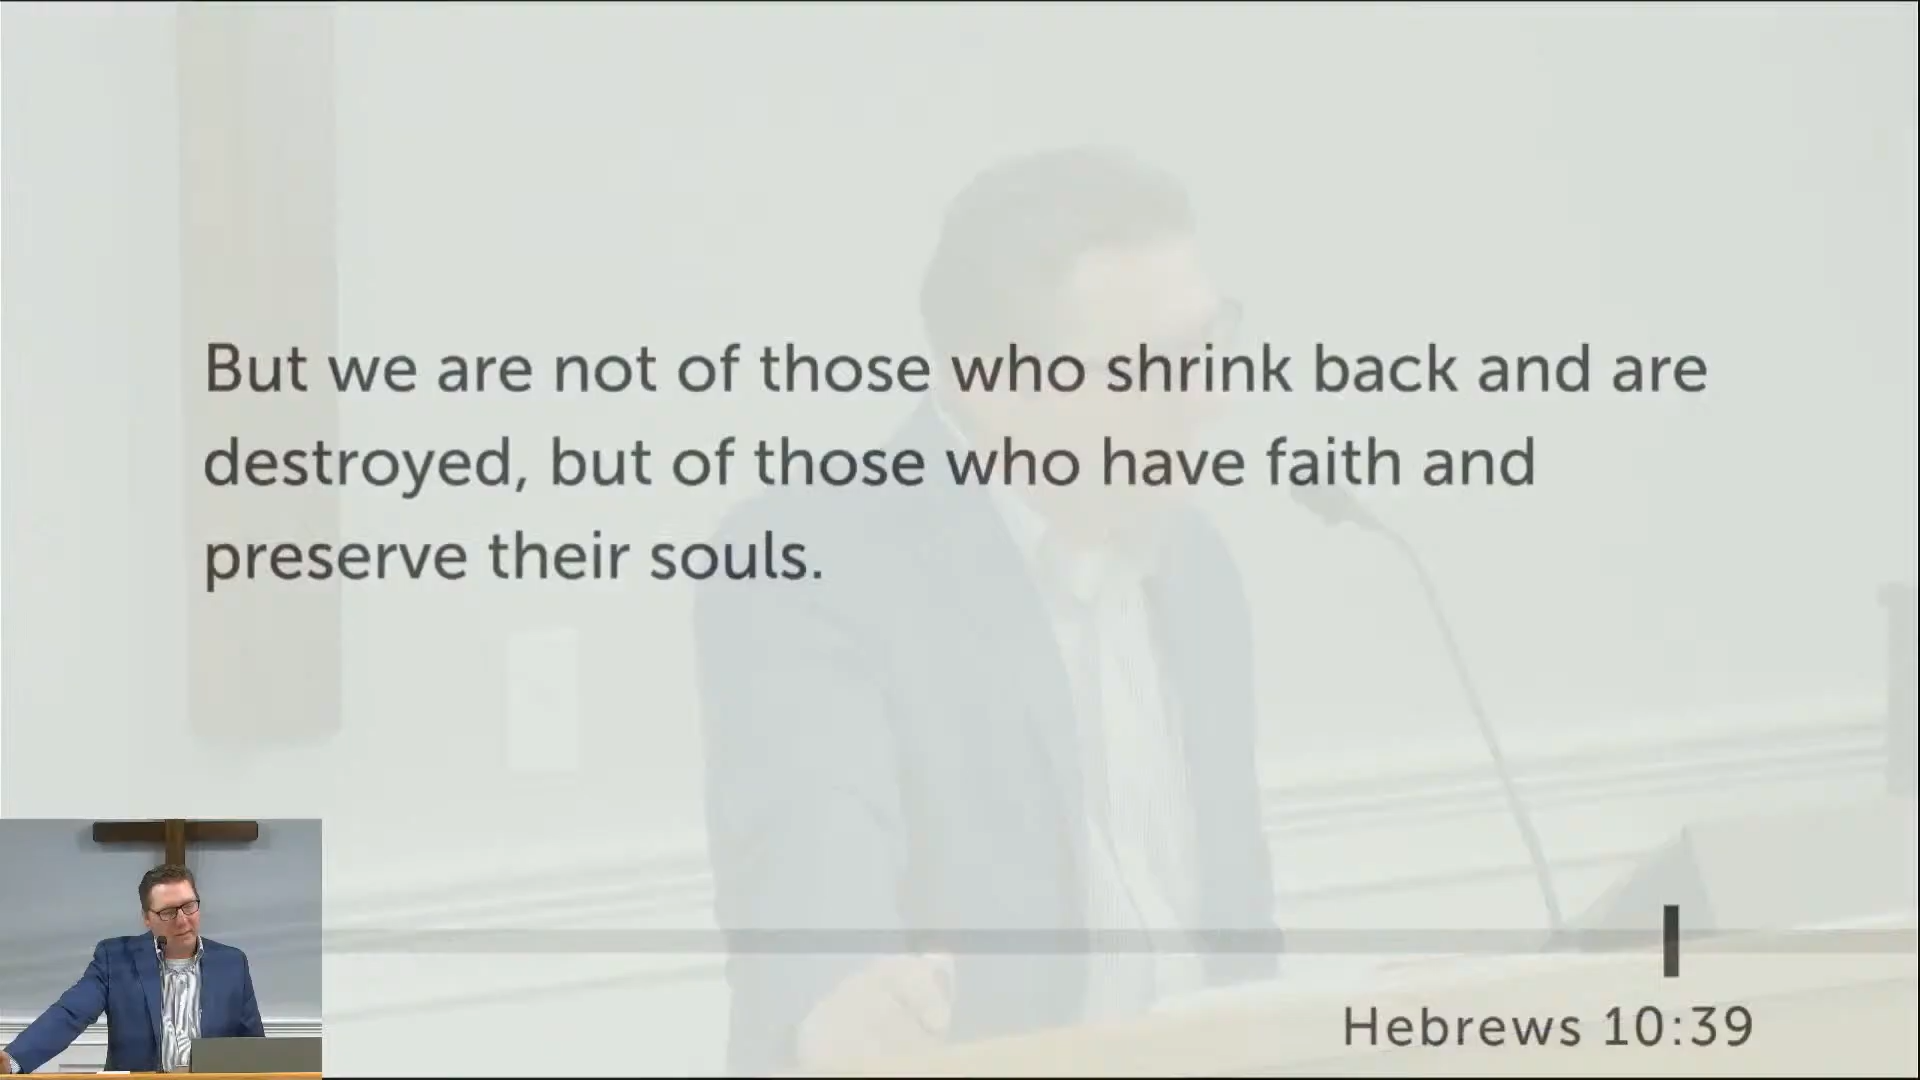 But we are not of those who shrink back and are
destroyed, but of those who have faith and
preserve their souls.
Hebrews 10:39